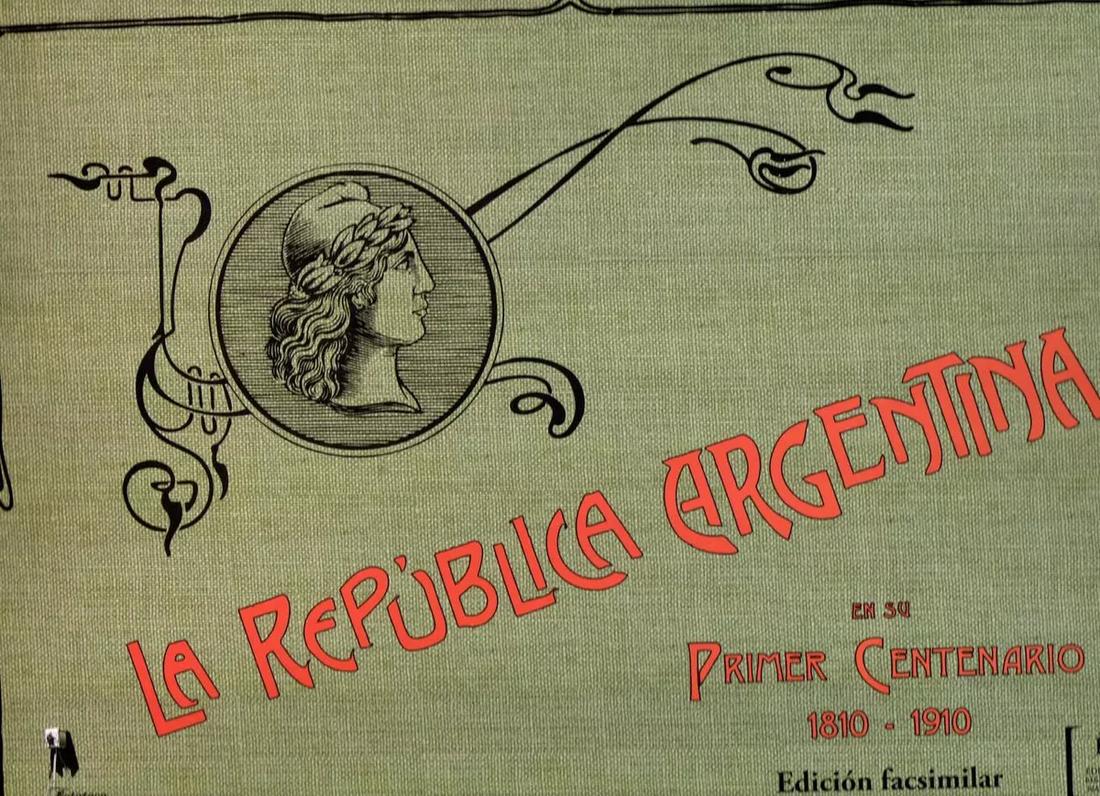 LA REPÚBLICA ARGENTINA
EN SU
PRIMER CENTENARIO
1810 - 1910
Edición facsimilar